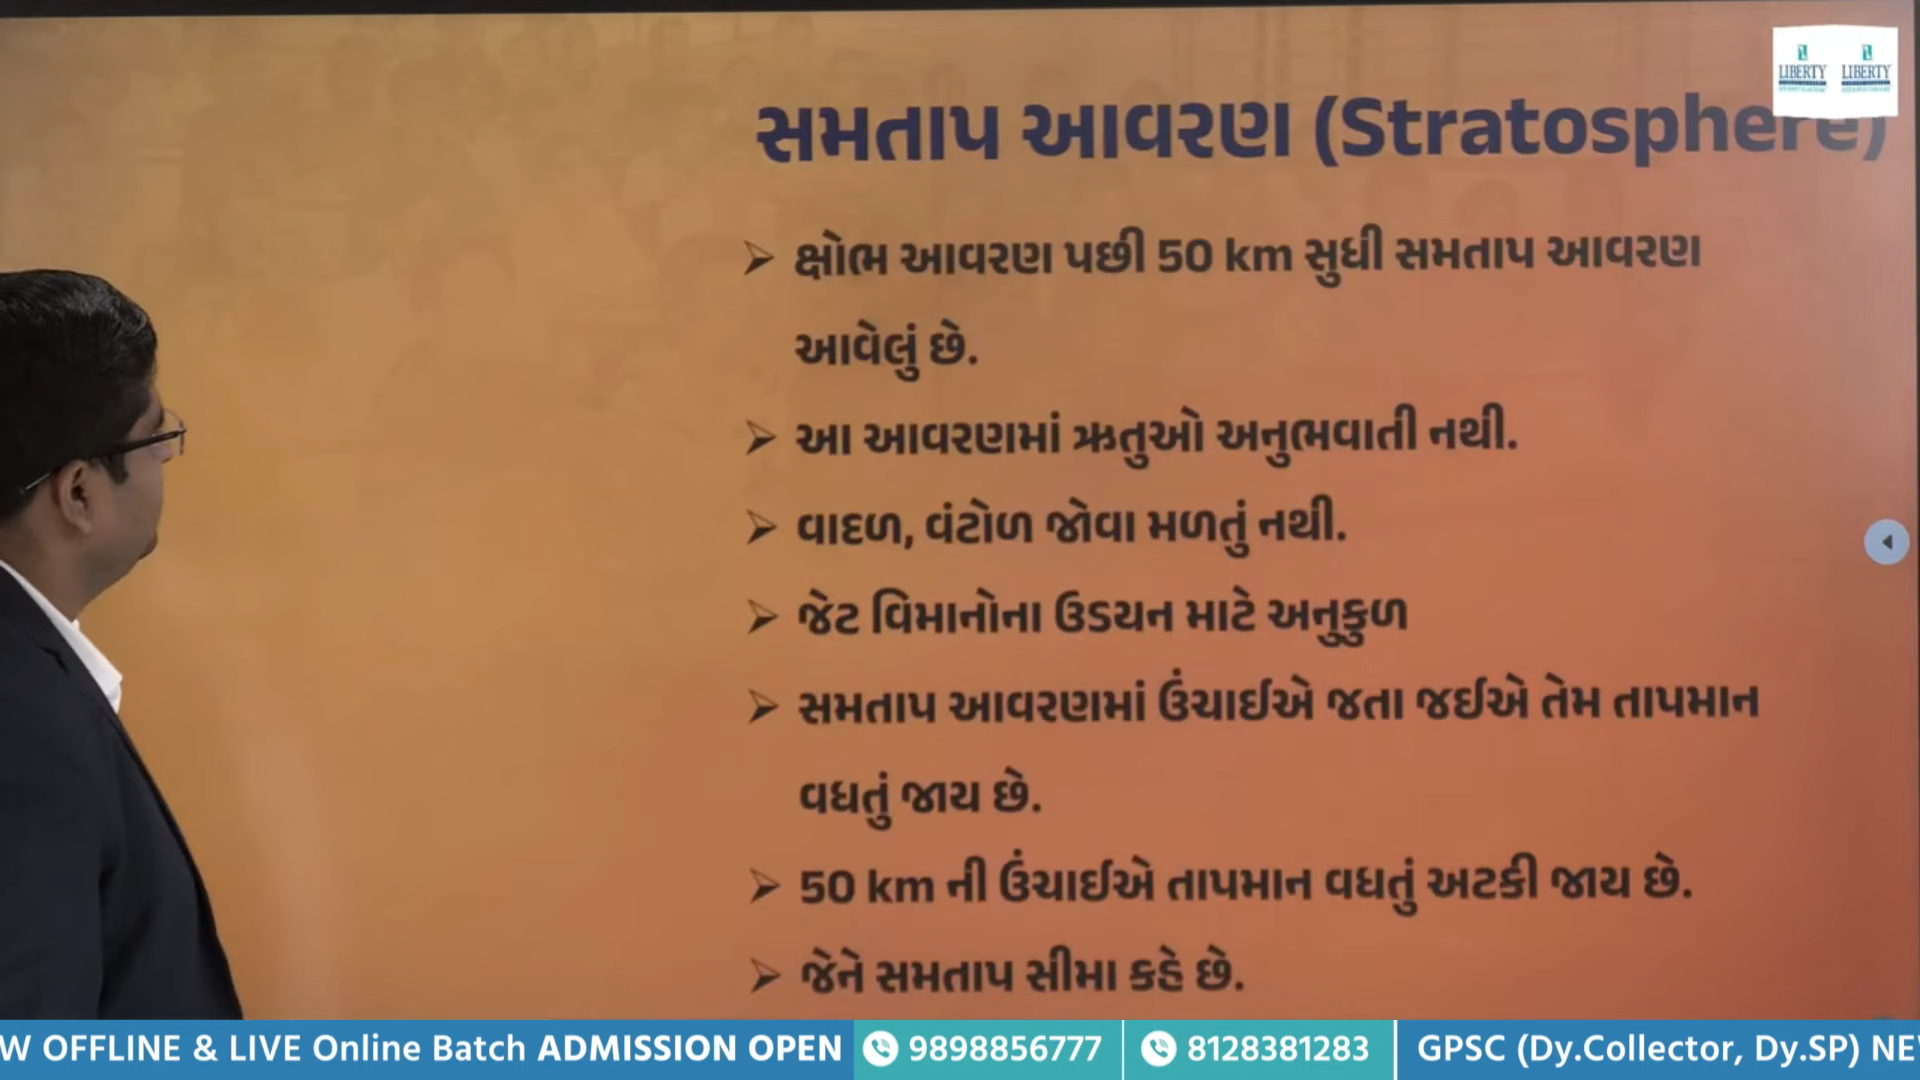 LIBERTY LIBERTY
સમતાપ આવરણ (Stratosphere)
➢ ક્ષોભ આવરણ પછી 50 km સુધી સમતાપ આવરણ
આવેલું છે.
➢ આ આવરણમાં ઋતુઓ અનુભવાતી નથી.
➢ વાદળ, વંટોળ જોવા મળતું નથી.
➢ જેટ વિમાનોના ઉડયન માટે અનુકુળ
➢ સમતાપ આવરણમાં ઉંચાઈએ જતા જઈએ તેમ તાપમાન
વધતું જાય છે.
➢ 50 km ની ઉંચાઈએ તાપમાન વધતું અટકી જાય છે.
➢ જેને સમતાપ સીમા કહે છે.
W OFFLINE & LIVE Online Batch ADMISSION OPEN 9898856777 8128381283 GPSC (Dy.Collector, Dy.SP) NE